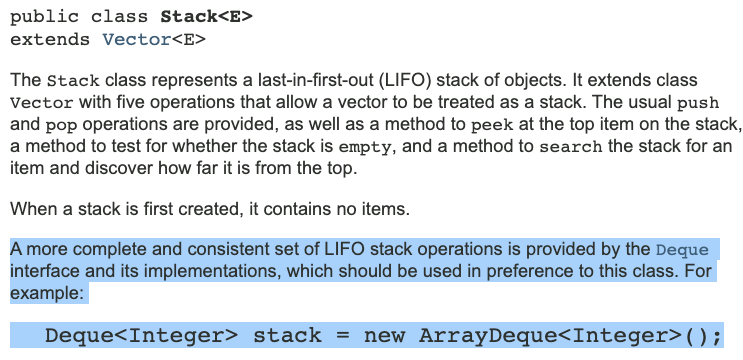 public class Stack<E>
extends Vector<E>
The Stack class represents a last-in-first-out (LIFO) stack of objects. It extends class
Vector with five operations that allow a vector to be treated as a stack. The usual push
and pop operations are provided, as well as a method to peek at the top item on the stack,
a method to test for whether the stack is empty, and a method to search the stack for an
item and discover how far it is from the top.
When a stack is first created, it contains no items.
A more complete and consistent set of LIFO stack operations is provided by the Deque
interface and its implementations, which should be used in preference to this class. For
example:
Deque<Integer> stack = new ArrayDeque<Integer>();